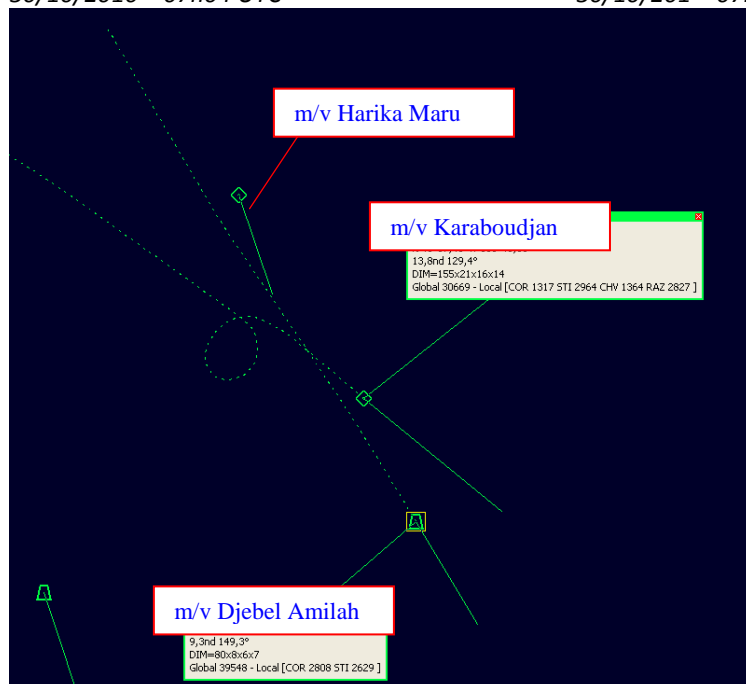 m/v Harika Maru
m/v Karaboudjan
13,8nd 129,4°
DIM=155x21x16x14
Global 30669 - Local [COR 1317 STI 2964 CHV 1364 RAZ 2827 ]
m/v Djebel Amilah
9,3nd 149,3°
DIM=80x8x6x7
Global 39548 - Local [COR 2808 STI 2629 ]